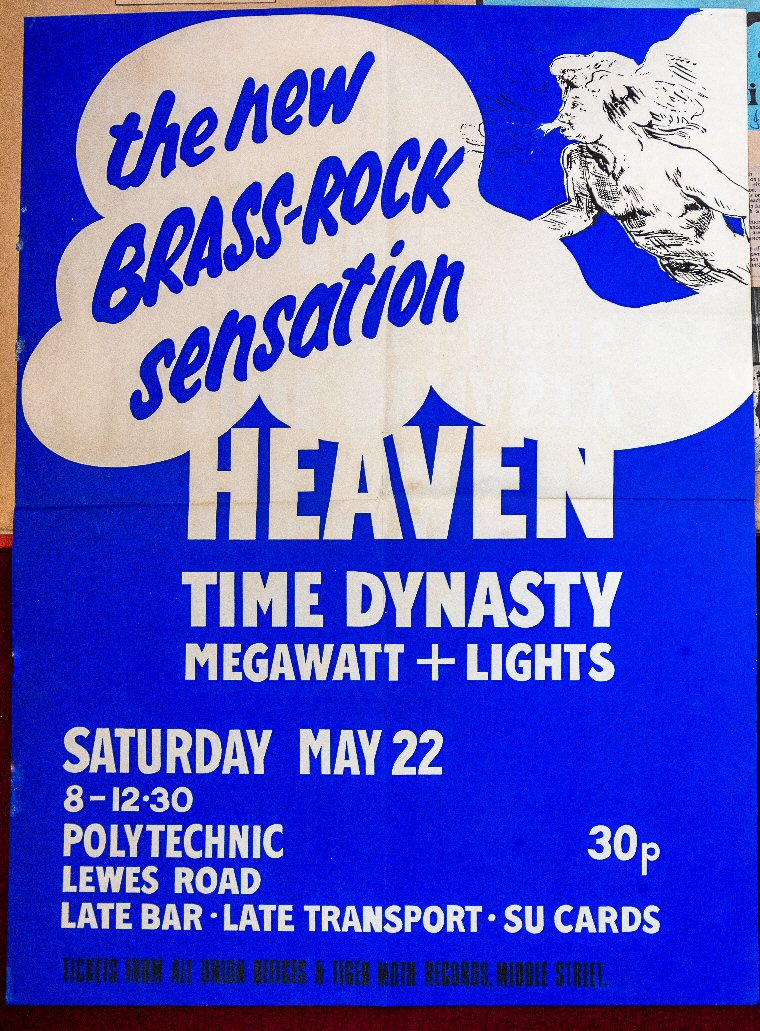 the new
BRASS-ROCK
sensation
HEAVEN
TIME DYNASTY
MEGAWATT + LIGHTS
SATURDAY MAY 22
8-12·30
POLYTECHNIC 30p
LEWES ROAD
LATE BAR · LATE TRANSPORT · SU CARDS
TICKETS FROM ALL UNION OFFICES & TIGER MOTH RECORDS, MIDDLE STREET.